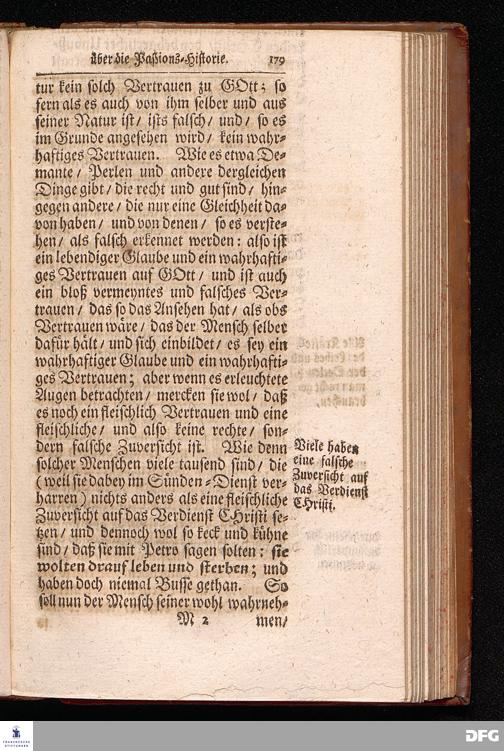 über die Paßions-Historie. 179
tur kein solch Vertrauen zu GOtt; so
fern als es auch von ihm selber und aus
seiner Natur ist/ ists falsch/ und/ so es
im Grunde angesehen wird/ kein wahr-
haftiges Vertrauen. Wie es etwa De-
mante/ Perlen und andere dergleichen
Dinge gibt/ die recht und gut sind/ hin-
gegen andere/ die nur eine Gleichheit da-
von haben/ und von denen/ so es verste-
hen/ als falsch erkennet werden: also ist
ein lebendiger Glaube und ein wahrhafti-
ges Vertrauen auf GOtt/ und ist auch
ein bloß vermeyntes und falsches Ver-
trauen/ das so das Ansehen hat/ als obs
Vertrauen wäre/ das der Mensch selber
dafür hält/ und sich einbildet/ es sey ein
wahrhaftiger Glaube und ein wahrhafti-
ges Vertrauen; aber wenn es erleuchtete
Augen betrachten/ mercken sie wol/ daß
es noch ein fleischlich Vertrauen und eine
fleischliche/ und also keine rechte/ son-
dern falsche Zuversicht ist. Wie denn
solcher Menschen viele tausend sind/ die
(weil sie dabey im Sünden-Dienst ver-
harren) nichts anders als eine fleischliche
Zuversicht auf das Verdienst CHristi se-
tzen/ und dennoch wol so keck und kühne
sind/ daß sie mit Petro sagen solten: sie
wolten drauf leben und sterben; und
haben doch niemal Busse gethan. So
soll nun der Mensch seiner wohl wahrneh-
M 2 men/
Viele haben
eine falsche
Zuversicht auf
das Verdienst
CHristi.
FRANCKESCHE
STIFTUNGEN
DFG